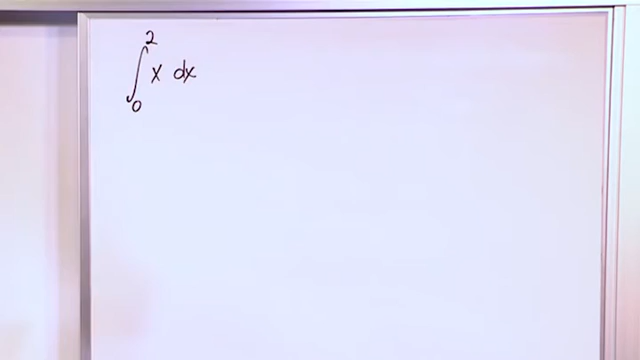 ∫₀² x dx